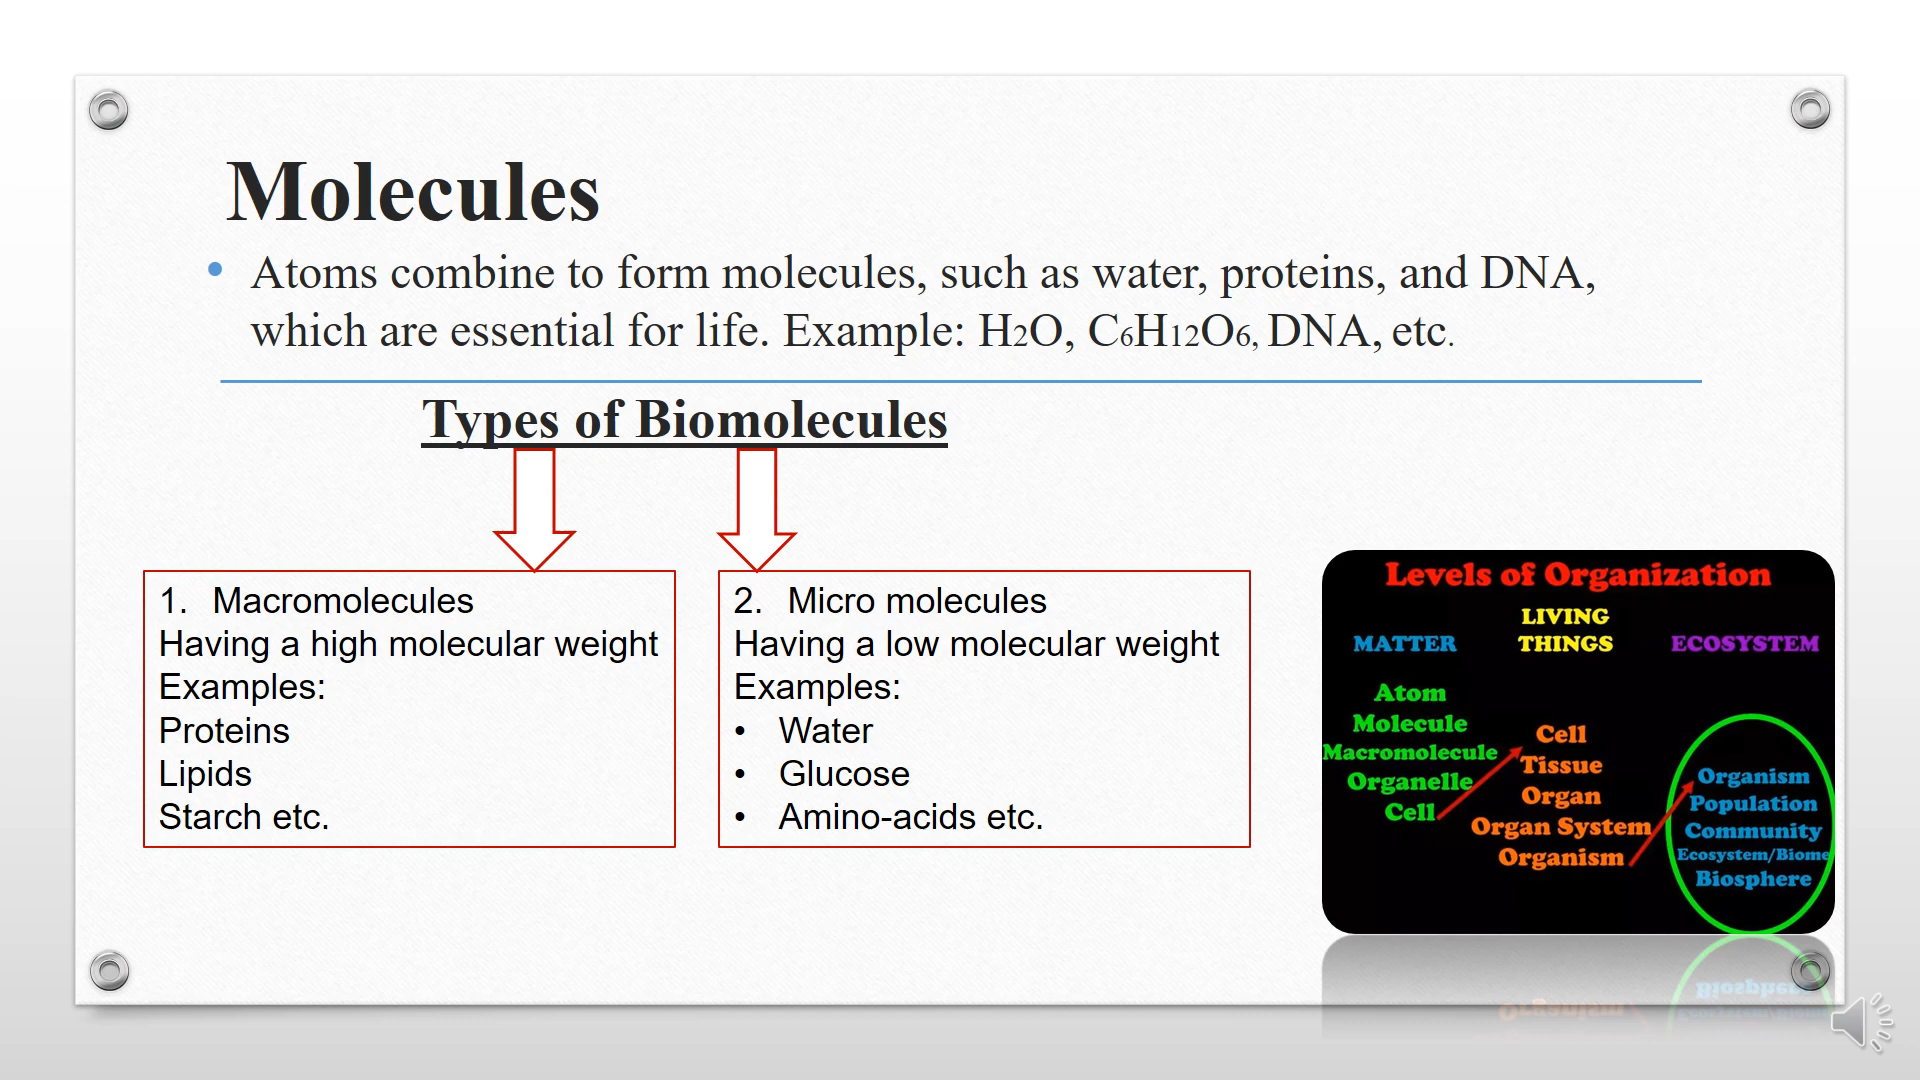 Molecules
• Atoms combine to form molecules, such as water, proteins, and DNA,
which are essential for life. Example: H2O, C6H12O6, DNA, etc.
Types of Biomolecules
1. Macromolecules
Having a high molecular weight
Examples:
Proteins
Lipids
Starch etc.
2. Micro molecules
Having a low molecular weight
Examples:
• Water
• Glucose
• Amino-acids etc.
Levels of Organization
MATTER
Atom
Molecule
Macromolecule
Organelle
Cell
LIVING
THINGS
Cell
Tissue
Organ
Organ System
Organism
ECOSYSTEM
Organism
Population
Community
Ecosystem/Biome
Biosphere